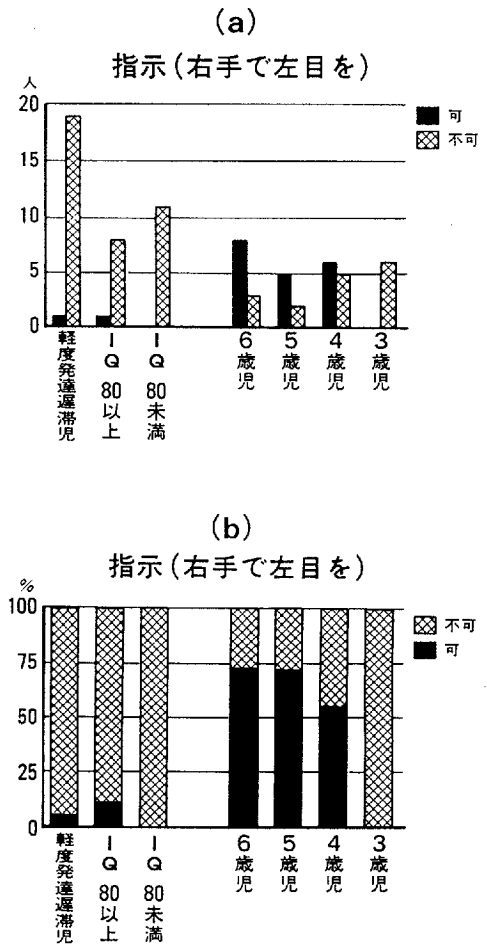 (a)
指示(右手で左目を)
人
20
15
10
5
0
可
不可
軽度発達遅滞児
IQ 80以上
IQ 80未満
6歳児
5歳児
4歳児
3歳児
(b)
指示(右手で左目を)
%
100
75
50
25
0
不可
可
軽度発達遅滞児
IQ 80以上
IQ 80未満
6歳児
5歳児
4歳児
3歳児